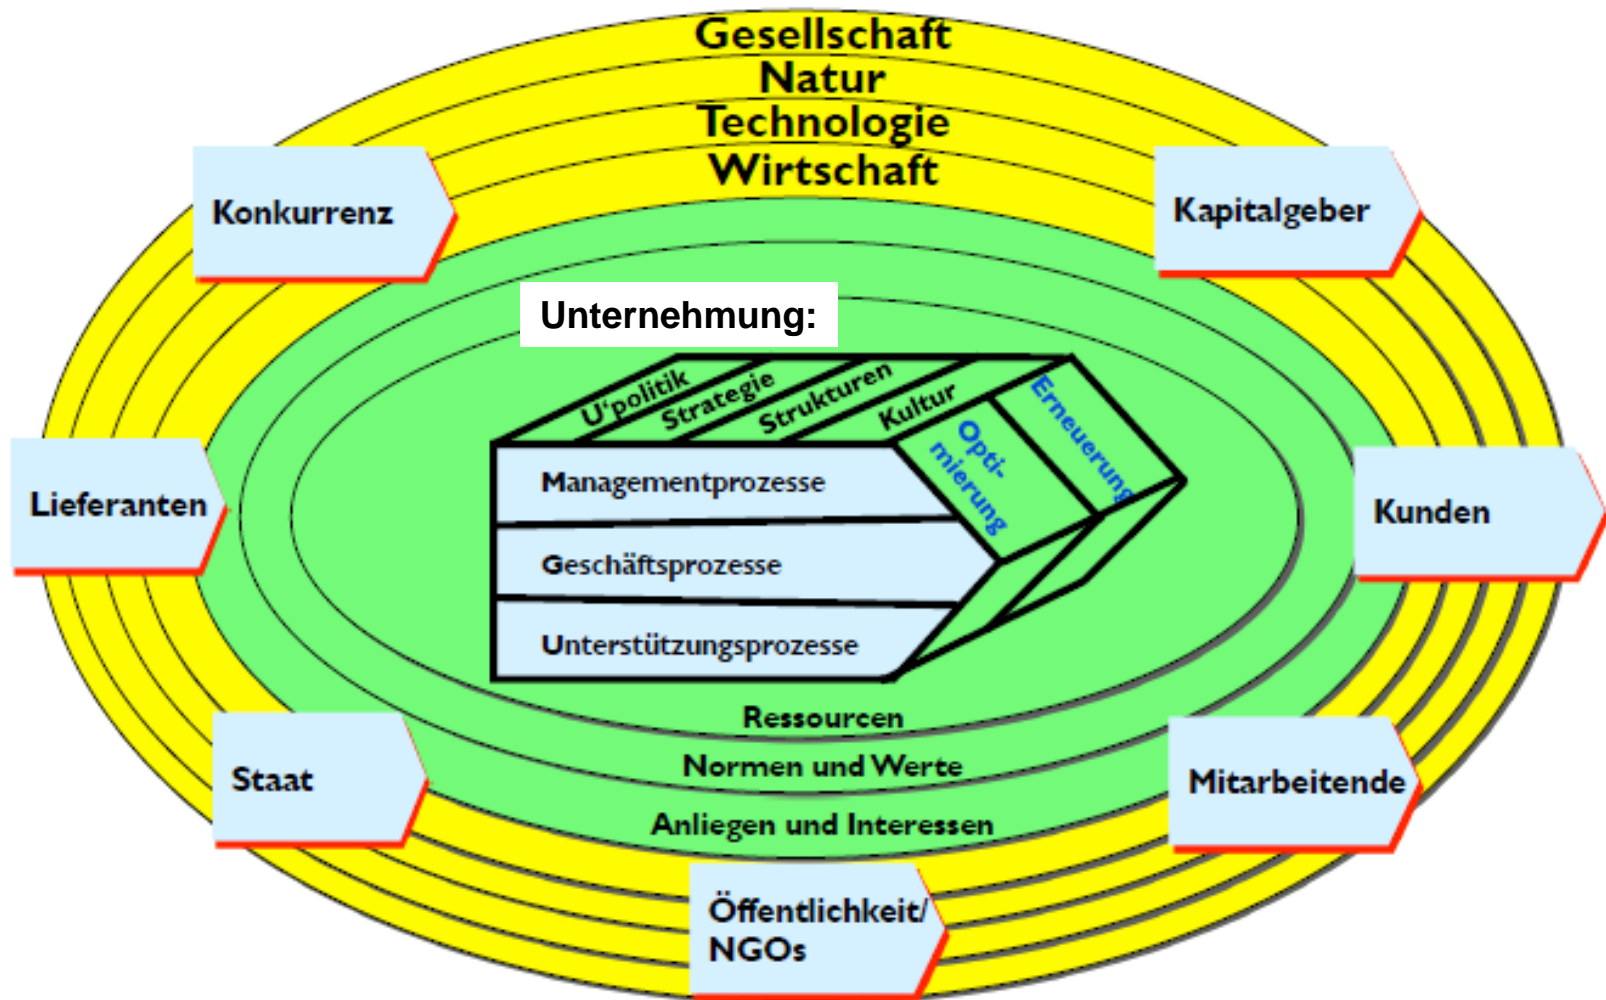 Gesellschaft
Natur
Technologie
Wirtschaft
Konkurrenz
Kapitalgeber
Unternehmung:
U'politik
Strategie
Strukturen
Kultur
Opti-
mierung
Erneuerung
Managementprozesse
Geschäftsprozesse
Unterstützungsprozesse
Lieferanten
Kunden
Ressourcen
Normen und Werte
Anliegen und Interessen
Staat
Mitarbeitende
Öffentlichkeit/
NGOs